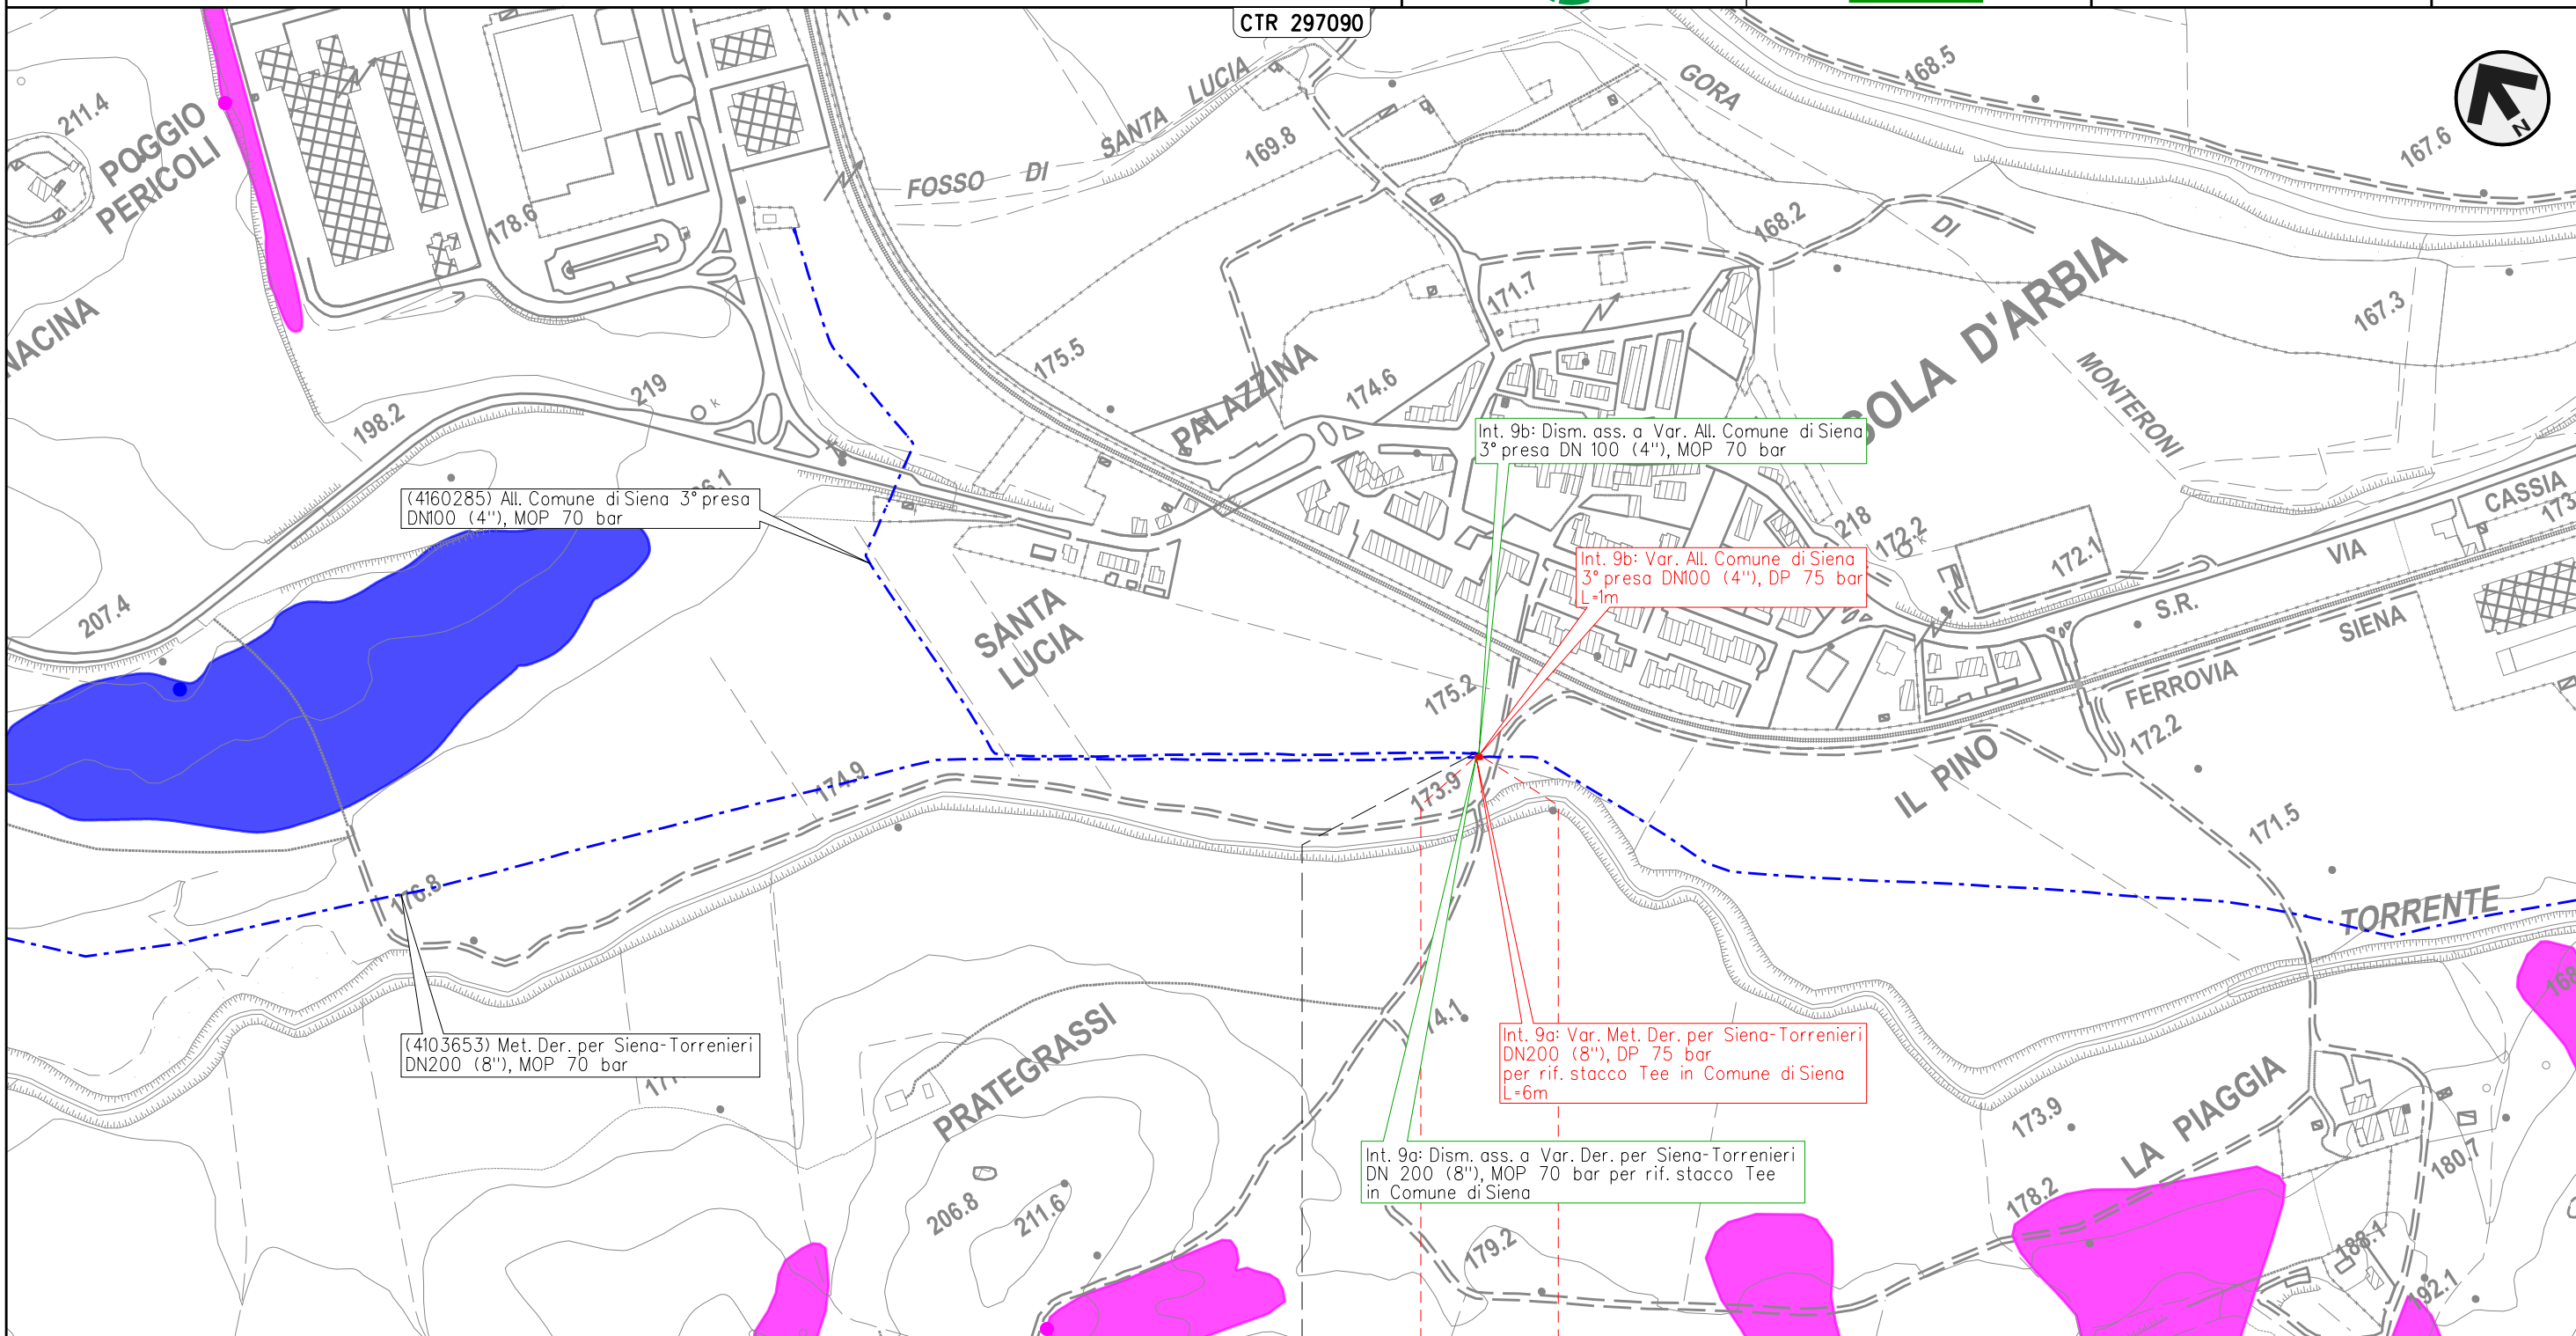 CTR 297090
211.4
POGGIO
PERICOLI
178.6
FOSSO DI SANTA LUCIA
169.8
GORA
168.5
167.6
N
168.2
DI
171.7
167.3
MONTERONI
175.5
PALAZZINA
174.6
219
198.2
Int. 9b: Dism. ass. a Var. All. Comune di Siena
3° presa DN 100 (4"), MOP 70 bar
(4160285) All. Comune di Siena 3° presa
DN100 (4"), MOP 70 bar
218
172.2
K
K
172.1
CASSIA
VIA
S.R.
SIENA
FERROVIA
172.2
Int. 9b: Var. All. Comune di Siena
3° presa DN100 (4"), DP 75 bar
L=1m
207.4
SANTA
LUCIA
175.2
IL PINO
171.5
174.9
173.9
176.8
TORRENTE
(4103653) Met. Der. per Siena-Torrenieri
DN200 (8"), MOP 70 bar
PRATEGRASSI
Int. 9a: Var. Met. Der. per Siena-Torrenieri
DN200 (8"), DP 75 bar
per rif. stacco Tee in Comune di Siena
L=6m
173.9
LA PIAGGIA
Int. 9a: Dism. ass. a Var. Der. per Siena-Torrenieri
DN 200 (8"), MOP 70 bar per rif. stacco Tee
in Comune di Siena
180.7
178.2
206.8
211.6
179.2
188.1
192.1
D'ARBIA